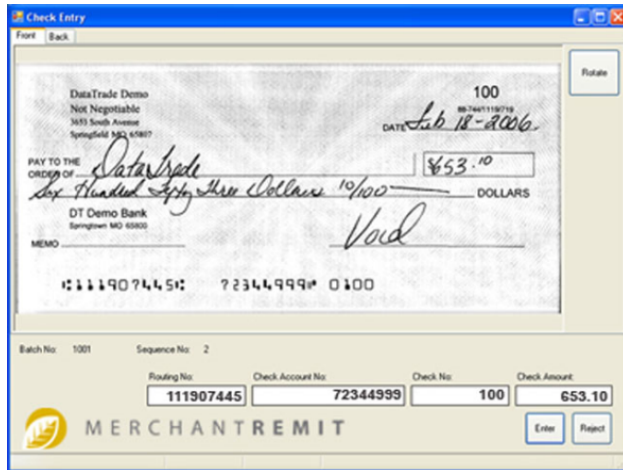 Check Entry
Front Back
Rotate
DataTrade Demo
Not Negotiable
3653 South Avenue
Springfield MO 65807
100
DATE Feb 18-2006
PAY TO THE
ORDER OF DataTrade $653.10
Six Hundred Fifty Three Dollars 10/100 DOLLARS
DT Demo Bank
Springtown MO 65800
MEMO Void
⑆111907445⑆ 72344999⑈ 0100
Batch No: 1001 Sequence No: 2
Routing No: Check Account No: Check No: Check Amount:
111907445 72344999 100 653.10
MERCHANTREMIT
Enter Reject